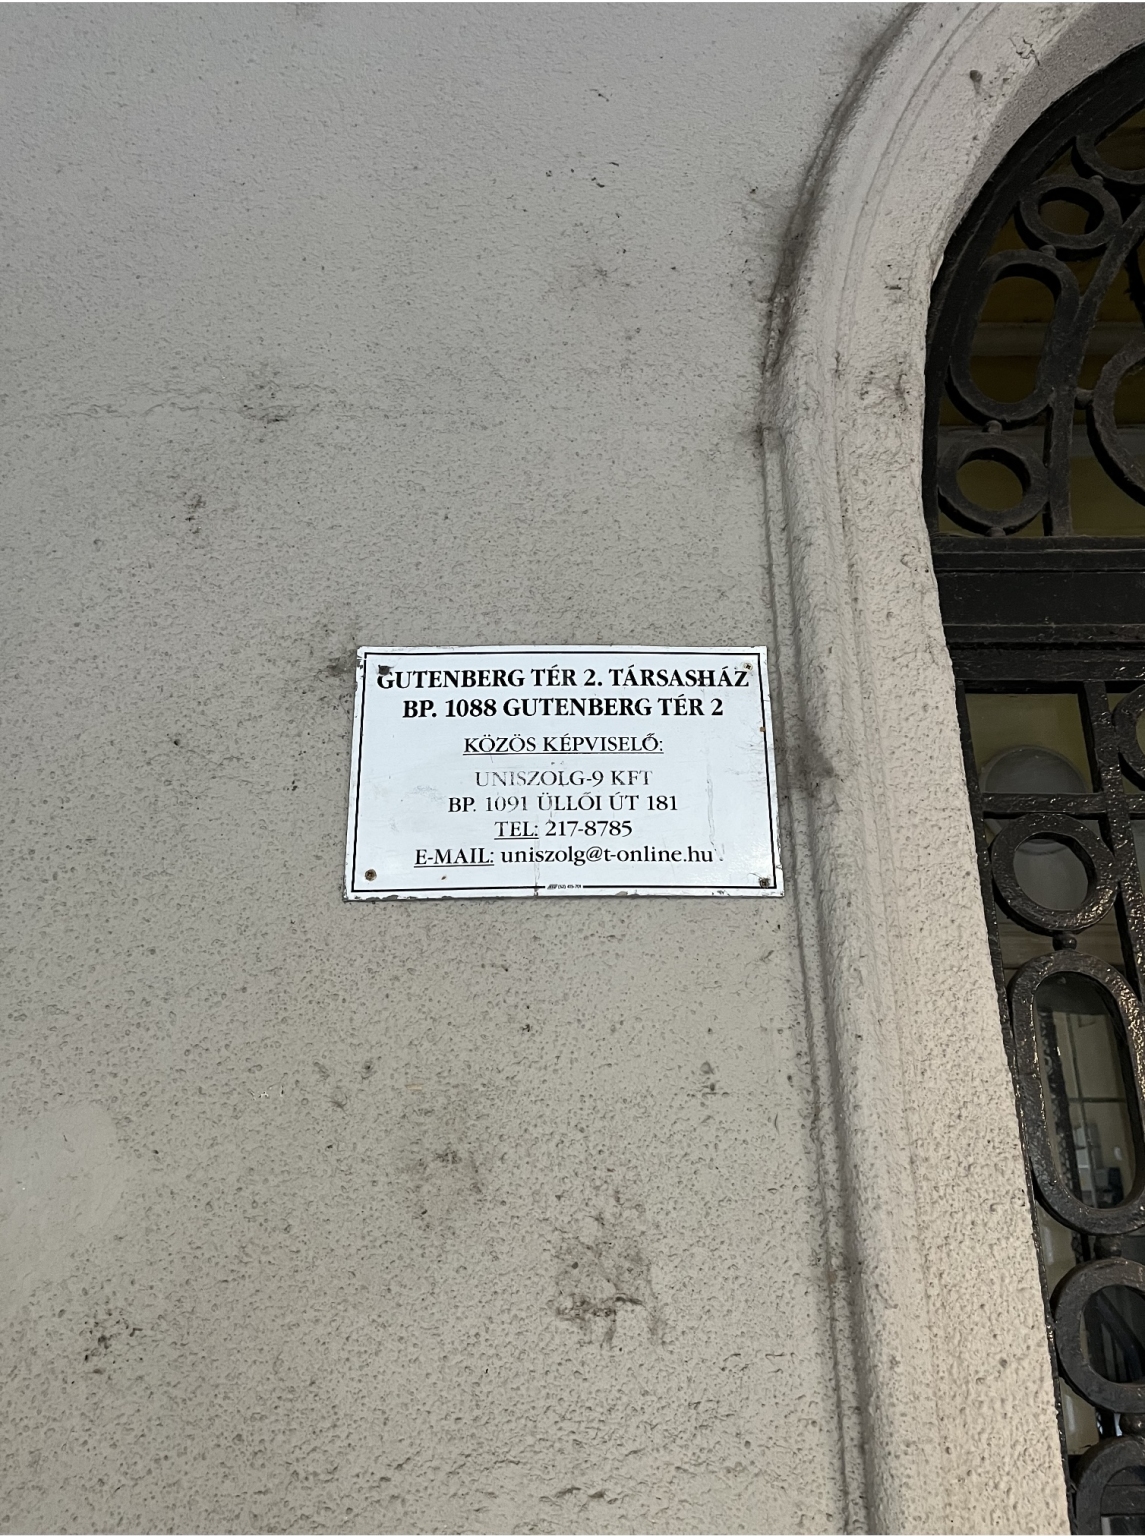 GUTENBERG TÉR 2. TÁRSASHÁZ
BP. 1088 GUTENBERG TÉR 2
KÖZÖS KÉPVISELŐ:
UNISZOLG-9 KFT
BP. 1091 ÜLLŐI ÚT 181
TEL: 217-8785
E-MAIL: uniszolg@t-online.hu